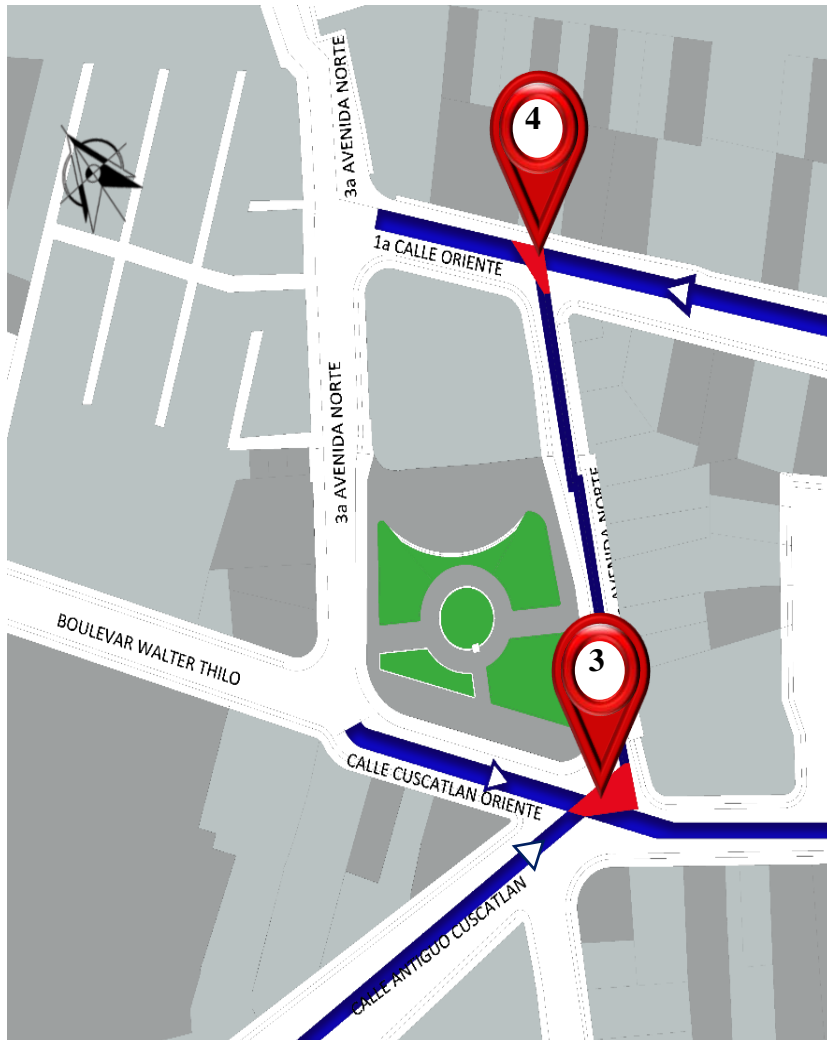 3a AVENIDA NORTE
4
1a CALLE ORIENTE
3a AVENIDA NORTE
AVENIDA NORTE
BOULEVAR WALTER THILO
3
CALLE CUSCATLAN ORIENTE
CALLE ANTIGUO CUSCATLAN